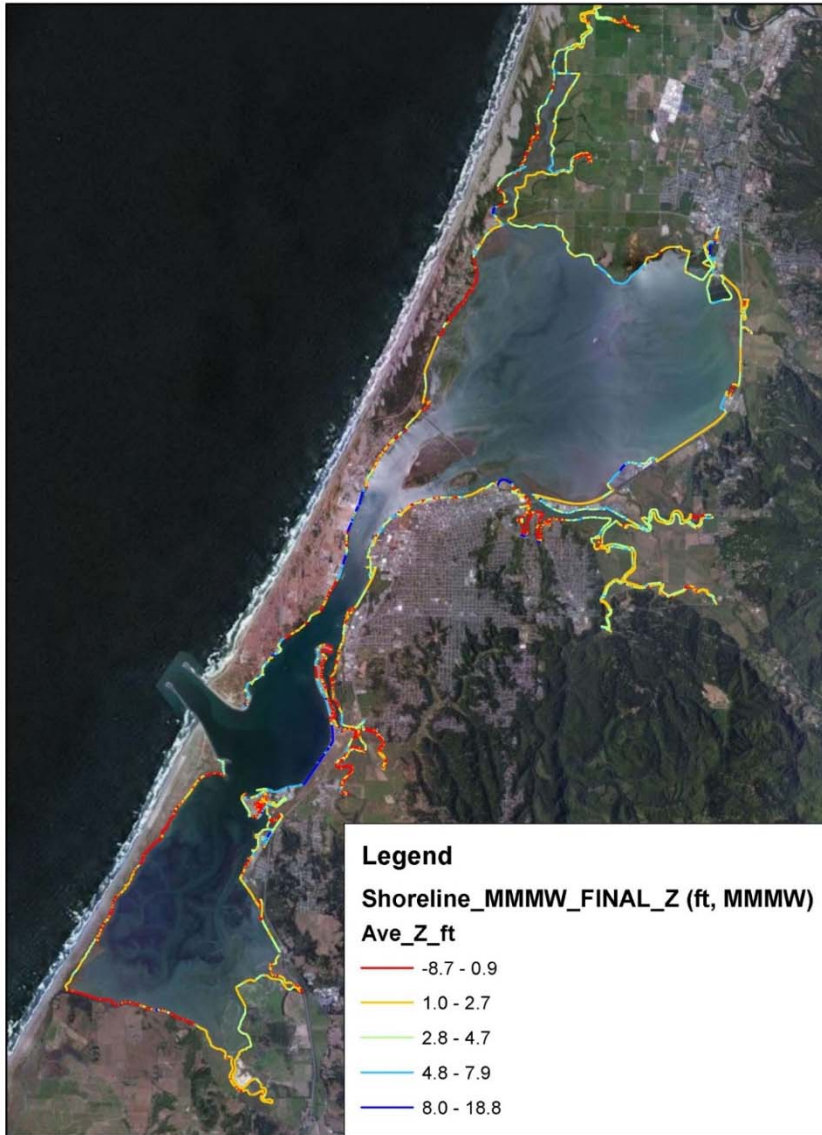 Legend
Shoreline_MMMW_FINAL_Z (ft, MMMW)
Ave_Z_ft
-8.7 - 0.9
1.0 - 2.7
2.8 - 4.7
4.8 - 7.9
8.0 - 18.8